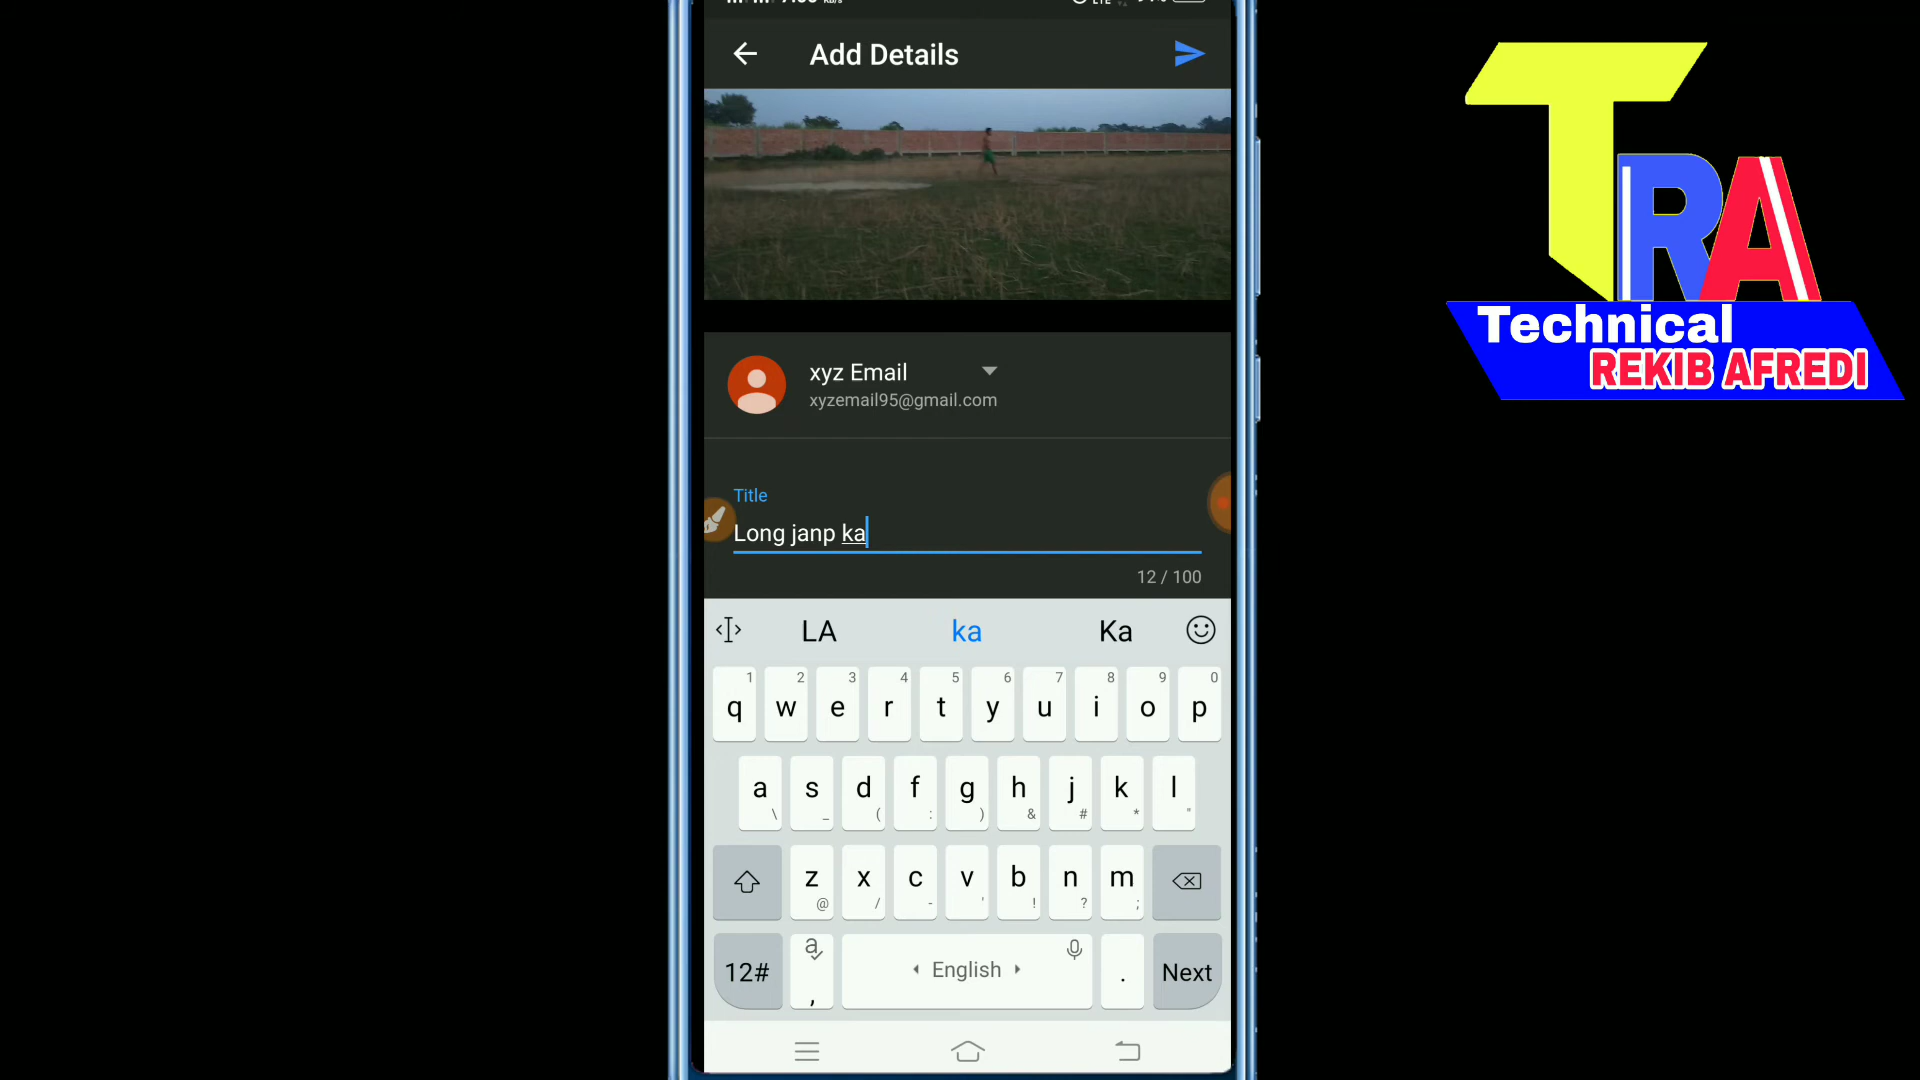 Add Details
TRA
Technical
REKIB AFREDI
xyz Email
xyzemail95@gmail.com
Title
Long janp ka
12 / 100
LA ka Ka
1 2 3 4 5 6 7 8 9 0
q w e r t y u i o p
a s d f g h j k l
\ _ ( : ) & # * "
z x c v b n m
@ / - ' ! ? ;
12# a , English . Next